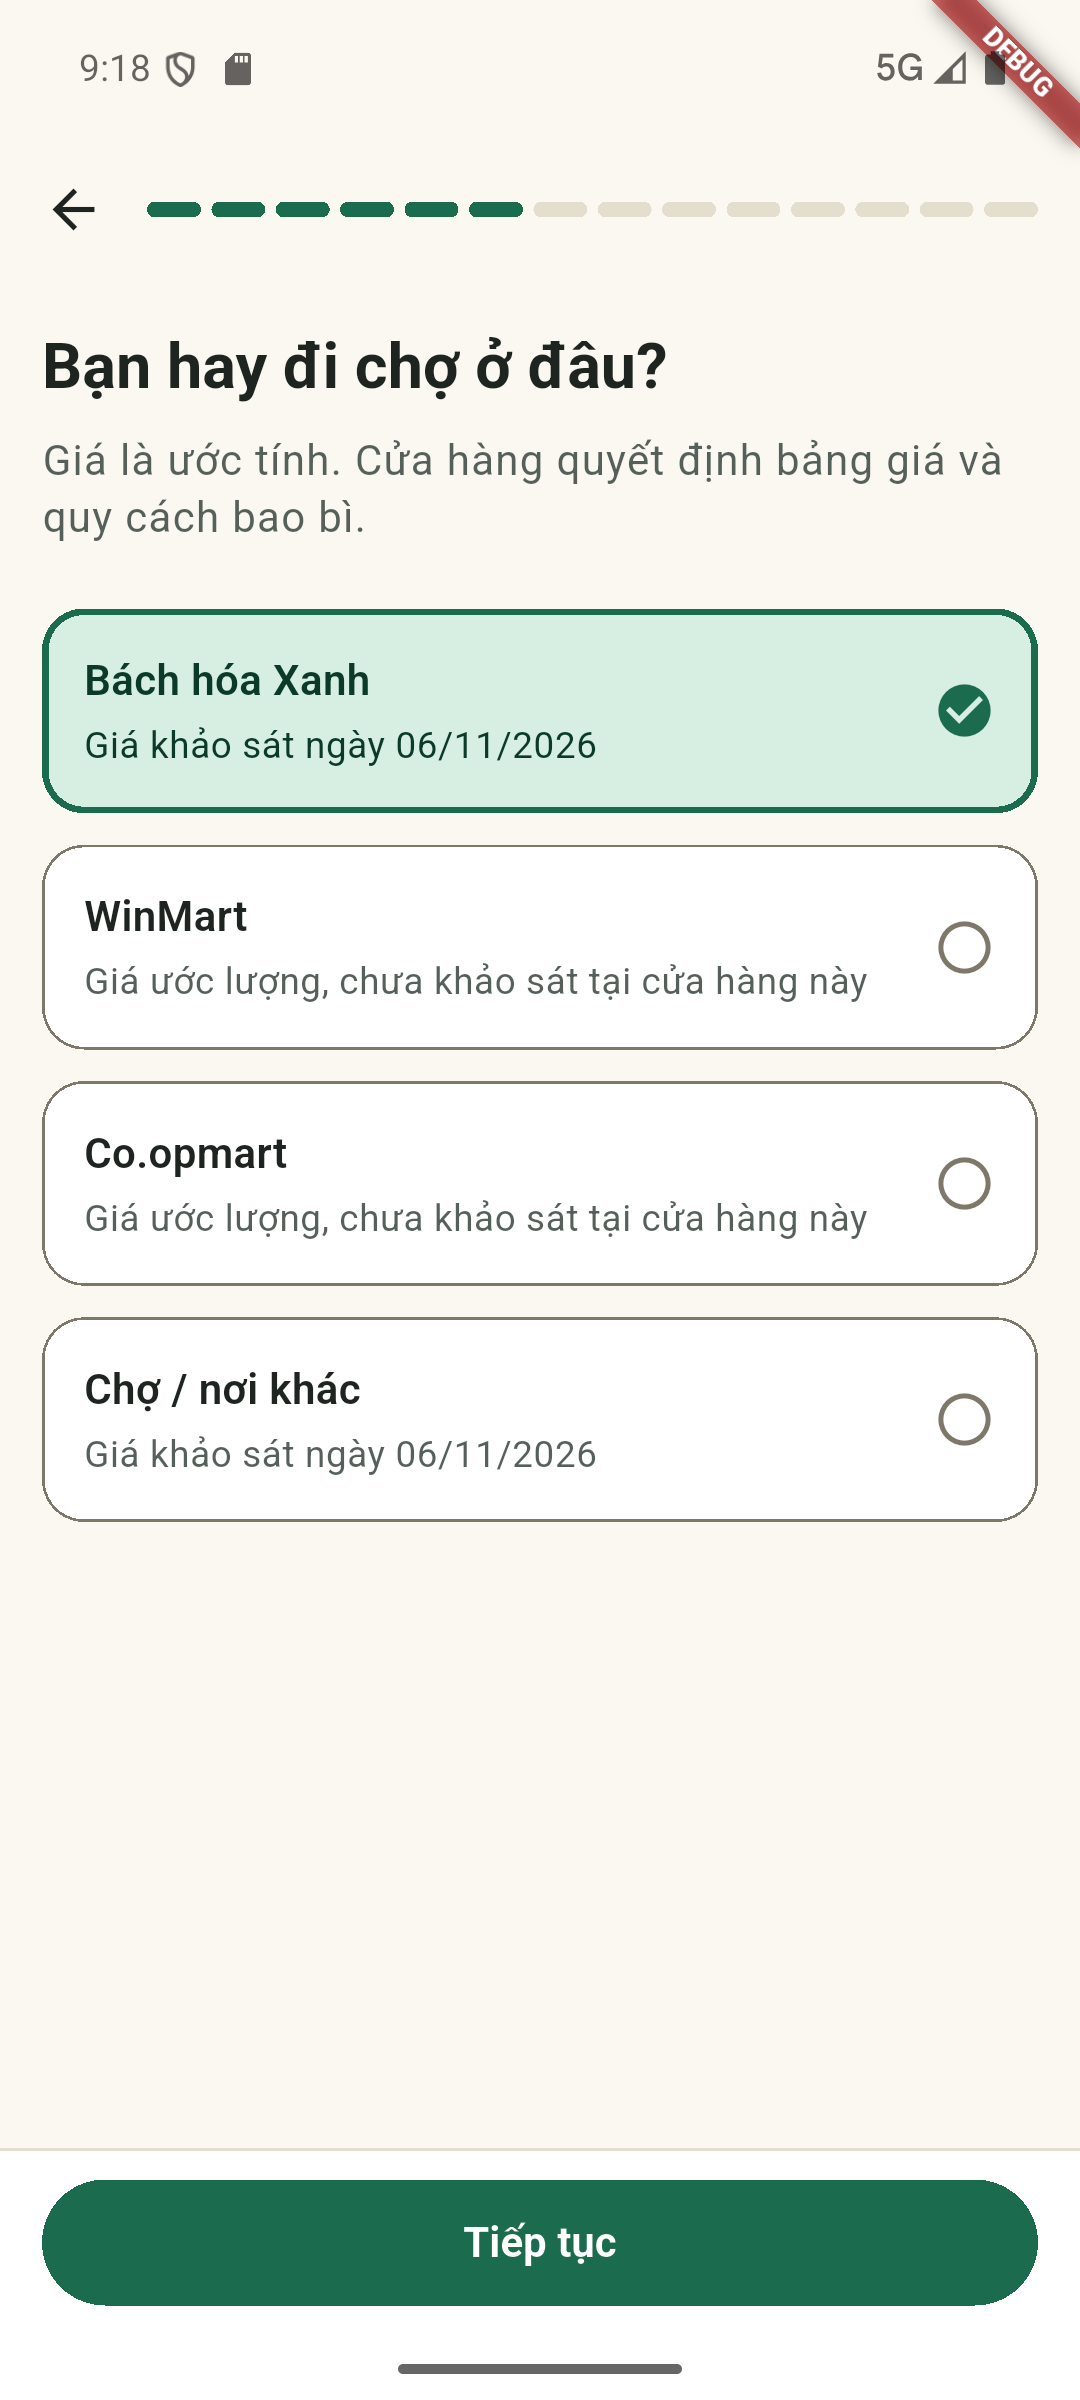 9:18
5G
DEBUG
Bạn hay đi chợ ở đâu?
Giá là ước tính. Cửa hàng quyết định bảng giá và
quy cách bao bì.
Bách hóa Xanh
Giá khảo sát ngày 06/11/2026
WinMart
Giá ước lượng, chưa khảo sát tại cửa hàng này
Co.opmart
Giá ước lượng, chưa khảo sát tại cửa hàng này
Chợ / nơi khác
Giá khảo sát ngày 06/11/2026
Tiếp tục